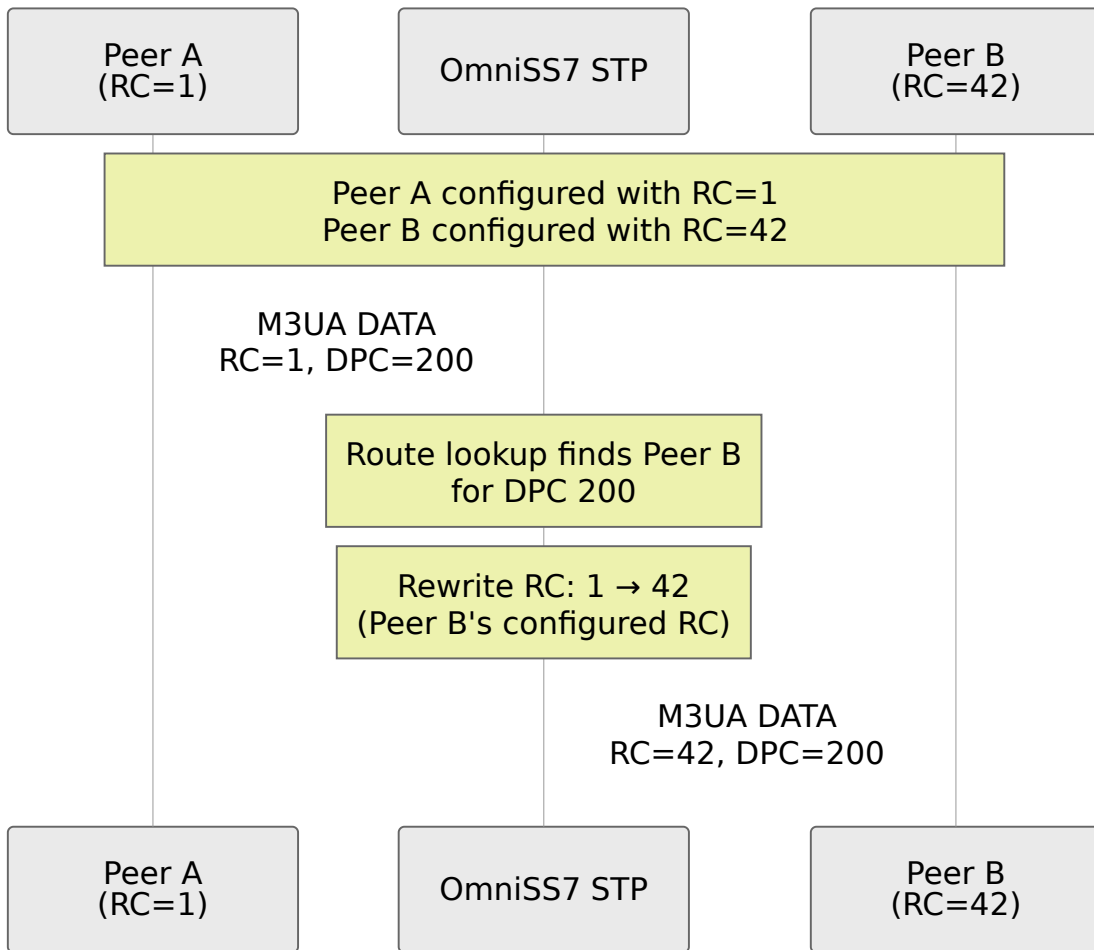 Peer A
(RC=1)
OmniSS7 STP
Peer B
(RC=42)
Peer A configured with RC=1
Peer B configured with RC=42
M3UA DATA
RC=1, DPC=200
Route lookup finds Peer B
for DPC 200
Rewrite RC: 1 → 42
(Peer B's configured RC)
M3UA DATA
RC=42, DPC=200
Peer A
(RC=1)
OmniSS7 STP
Peer B
(RC=42)